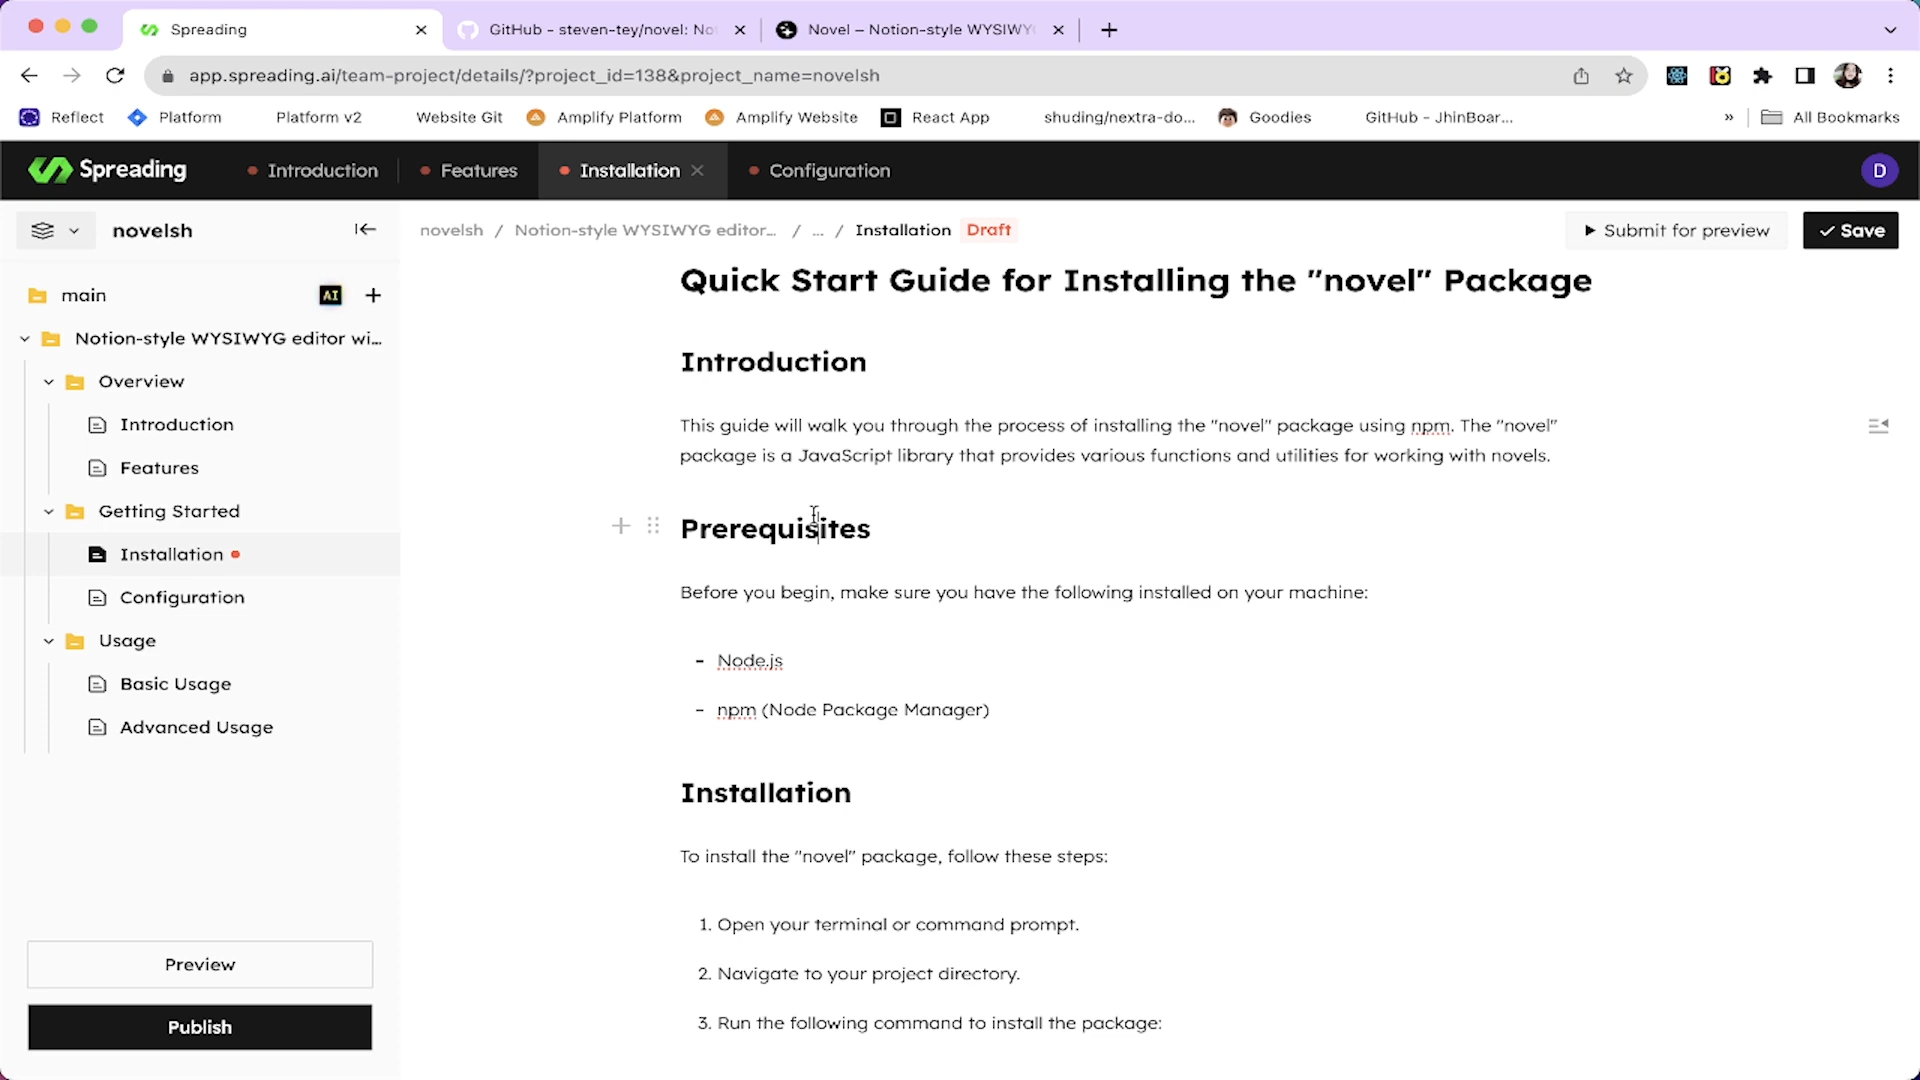 Spreading
GitHub - steven-tey/novel: No
Novel – Notion-style WYSIWY
app.spreading.ai/team-project/details/?project_id=138&project_name=novelsh
Reflect
Platform
Platform v2
Website Git
Amplify Platform
Amplify Website
React App
shuding/nextra-do...
Goodies
GitHub - JhinBoar...
»
All Bookmarks
Spreading
Introduction
Features
Installation
Configuration
D
novelsh
novelsh / Notion-style WYSIWYG editor... / ... / Installation Draft
Submit for preview
Save
main
AI
Notion-style WYSIWYG editor wi...
Overview
Introduction
Features
Getting Started
Installation
Configuration
Usage
Basic Usage
Advanced Usage
Preview
Publish
Quick Start Guide for Installing the "novel" Package
Introduction
This guide will walk you through the process of installing the "novel" package using npm. The "novel"
package is a JavaScript library that provides various functions and utilities for working with novels.
Prerequisites
Before you begin, make sure you have the following installed on your machine:
- Node.js
- npm (Node Package Manager)
Installation
To install the "novel" package, follow these steps:
1. Open your terminal or command prompt.
2. Navigate to your project directory.
3. Run the following command to install the package: